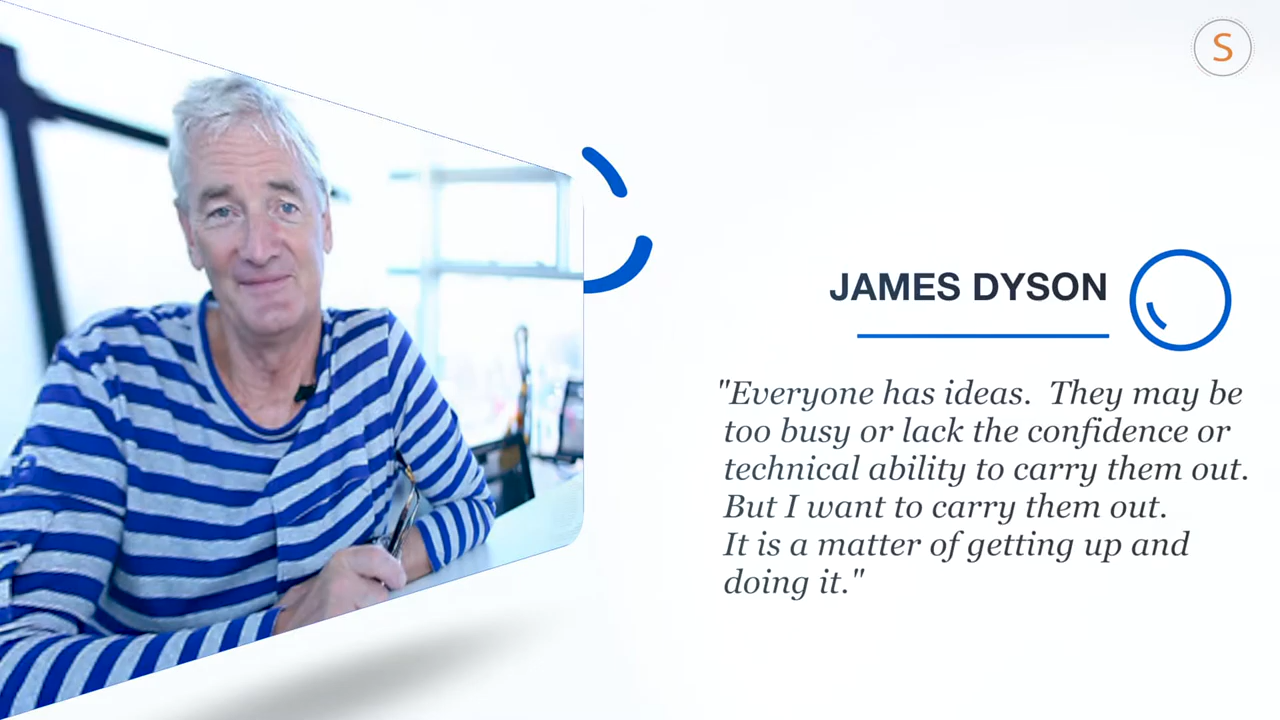 S
JAMES DYSON
"Everyone has ideas.  They may be
too busy or lack the confidence or
technical ability to carry them out.
But I want to carry them out.
It is a matter of getting up and
doing it."